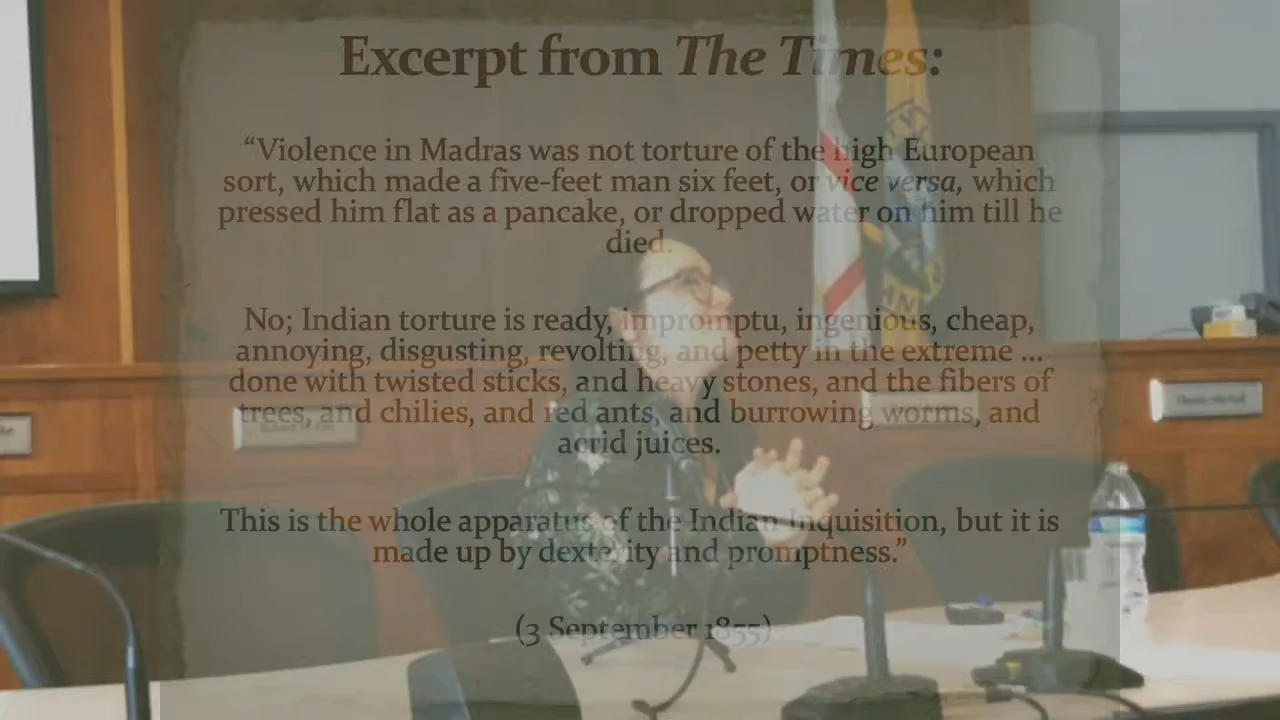 Excerpt from The Times:
“Violence in Madras was not torture of the high European
sort, which made a five-feet man six feet, or vice versa, which
pressed him flat as a pancake, or dropped water on him till he
died.
No; Indian torture is ready, impromptu, ingenious, cheap,
annoying, disgusting, revolting, and petty in the extreme ...
done with twisted sticks, and heavy stones, and the fibers of
trees, and chilies, and red ants, and burrowing worms, and
acrid juices.
This is the whole apparatus of the Indian Inquisition, but it is
made up by dexterity and promptness.”
(3 September 1855)